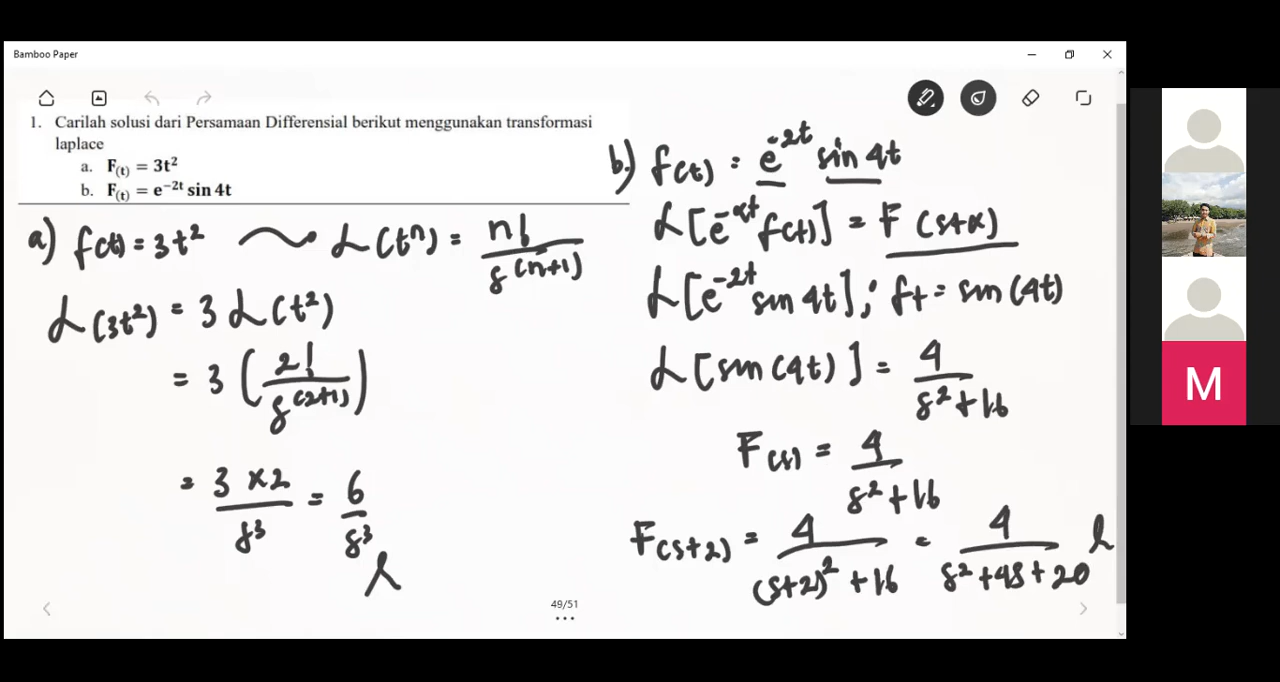 Bamboo Paper
1. Carilah solusi dari Persamaan Differensial berikut menggunakan transformasi
laplace
a. F(t) = 3t²
b. F(t) = e⁻²ᵗ sin 4t
a) f(t) = 3t² ℒ(tⁿ) = n! / s^(n+1)
ℒ(3t²) = 3 ℒ(t²)
= 3 (2! / s^(2+1))
= 3 × 2 / s³ = 6 / s³
b.) f(t) = e^-2t sin 4t
ℒ[e^-αt f(t)] = F(s+α)
ℒ[e^-2t sin 4t]; ft = sin(4t)
ℒ[sin(4t)] = 4 / s² + 16
F(s) = 4 / s² + 16
F(s+2) = 4 / (s+2)² + 16 = 4 / s² + 4s + 20
49/51
M